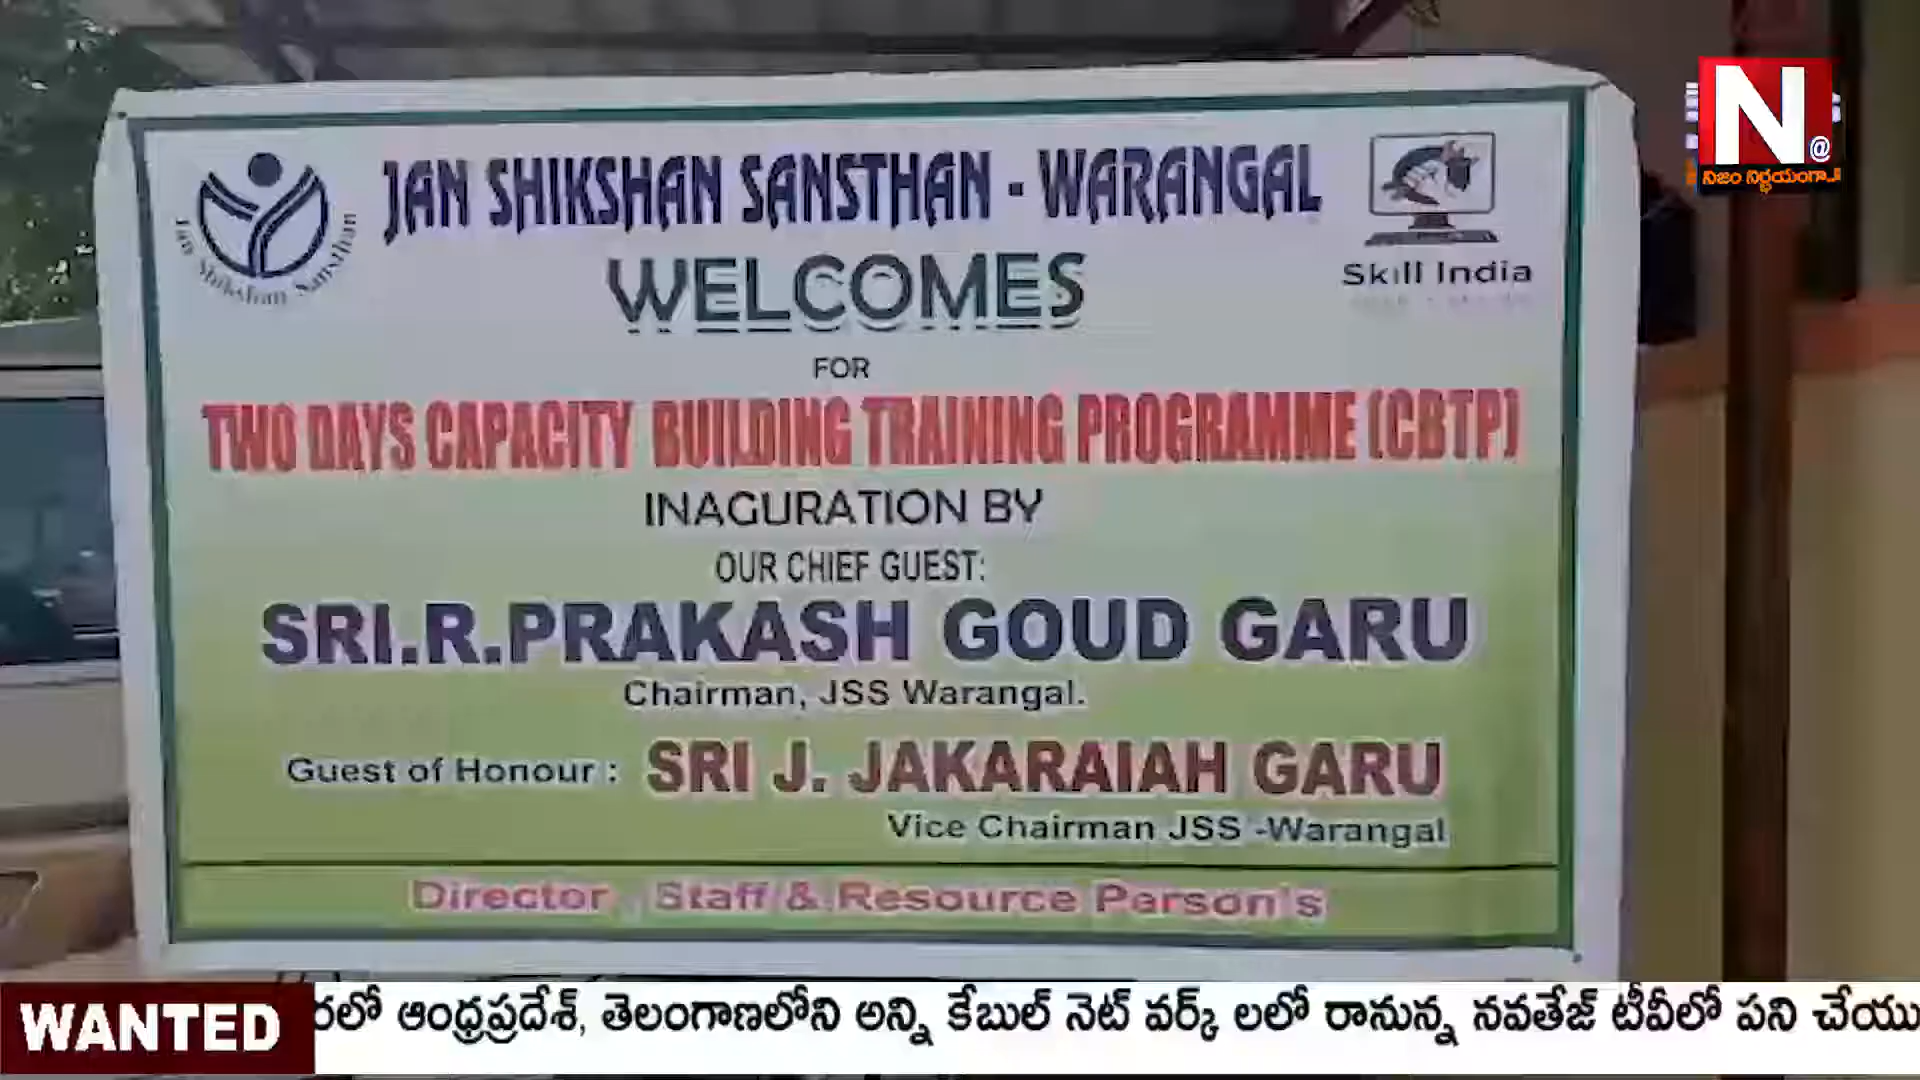 JAN SHIKSHAN SANSTHAN - WARANGAL
Jan Shikshan Sansthan
Skill India
WELCOMES
FOR
TWO DAYS CAPACITY BUILDING TRAINING PROGRAMME (CBTP)
INAGURATION BY
OUR CHIEF GUEST:
SRI.R.PRAKASH GOUD GARU
Chairman, JSS Warangal.
Guest of Honour : SRI J. JAKARAIAH GARU
Vice Chairman JSS -Warangal
Director, Staff & Resource Parson's
N@
నిజం నిర్భయంగా..!
WANTED
రలో ఆంధ్రప్రదేశ్, తెలంగాణలోని అన్ని కేబుల్ నెట్ వర్క్ లలో రానున్న నవతేజ్ టీవీలో పని చేయు